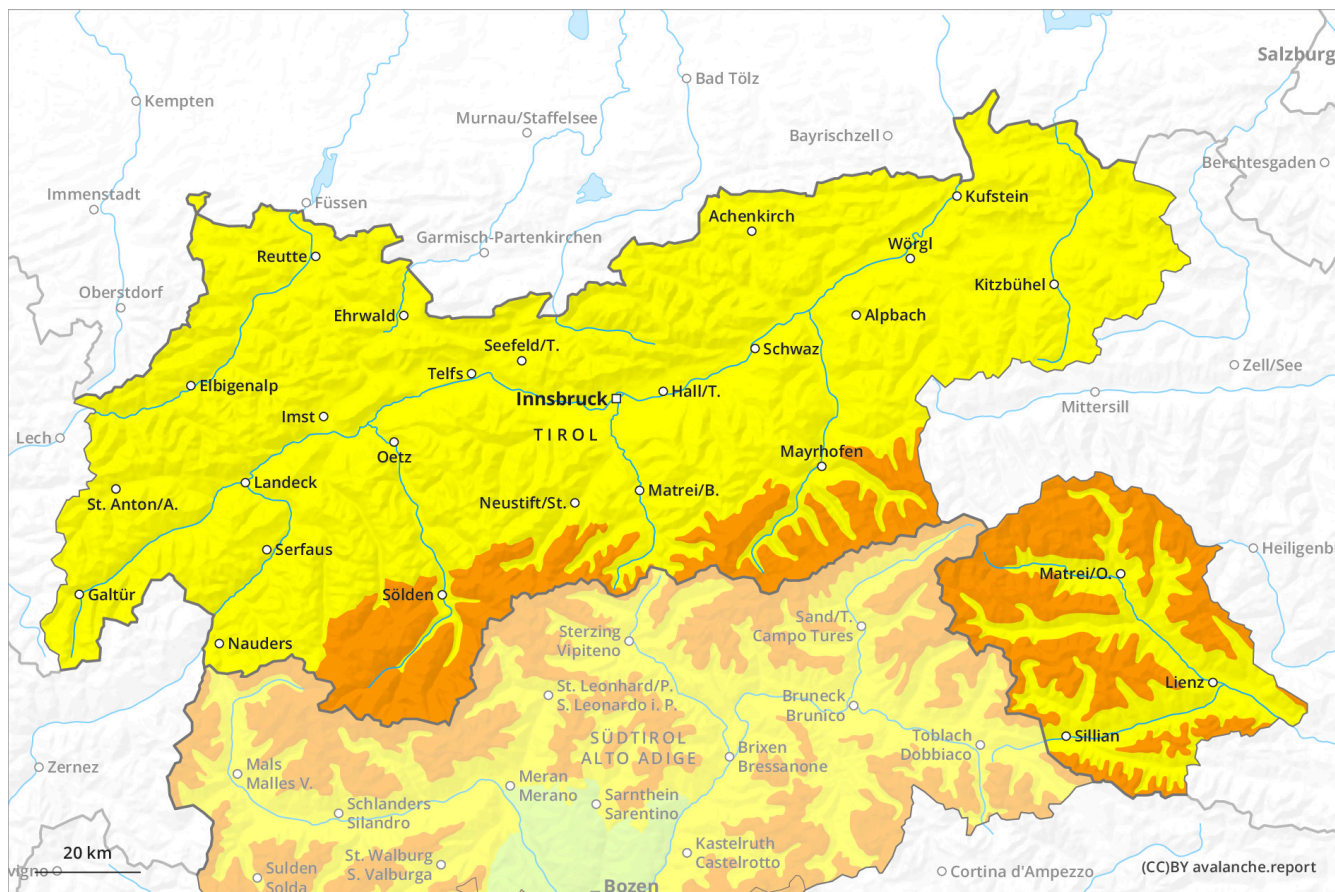 Salzburg
Bad Tölz
Kempten
Murnau/Staffelsee
Bayrischzell
Berchtesgaden
Immenstadt
Füssen
Kufstein
Achenkirch
Garmisch-Partenkirchen
Wörgl
Reutte
Oberstdorf
Kitzbühel
Ehrwald
Alpbach
Seefeld/T.
Schwaz
Zell/See
Telfs
Elbigenalp
Hall/T.
Innsbruck
Mittersill
Imst
TIROL
Lech
Oetz
Mayrhofen
Landeck
Matrei/B.
St. Anton/A.
Neustift/St.
Serfaus
Heiligenb
Matrei/O.
Galtür
Sölden
Sand/T.
Campo Tures
Sterzing
Vipiteno
Nauders
Lienz
St. Leonhard/P.
S. Leonardo i. P.
Bruneck
Brunico
Sillian
Toblach
Dobbiaco
SÜDTIROL
ALTO ADIGE
Brixen
Bressanone
Zernez
Mals
Malles V.
Meran
Merano
Sarnthein
Sarentino
Schlanders
Silandro
Kastelruth
Castelrotto
20 km
St. Walburg
S. Valburga
vigno
Sulden
Solda
Cortina d'Ampezzo
(CC)BY avalanche.report
Bozen